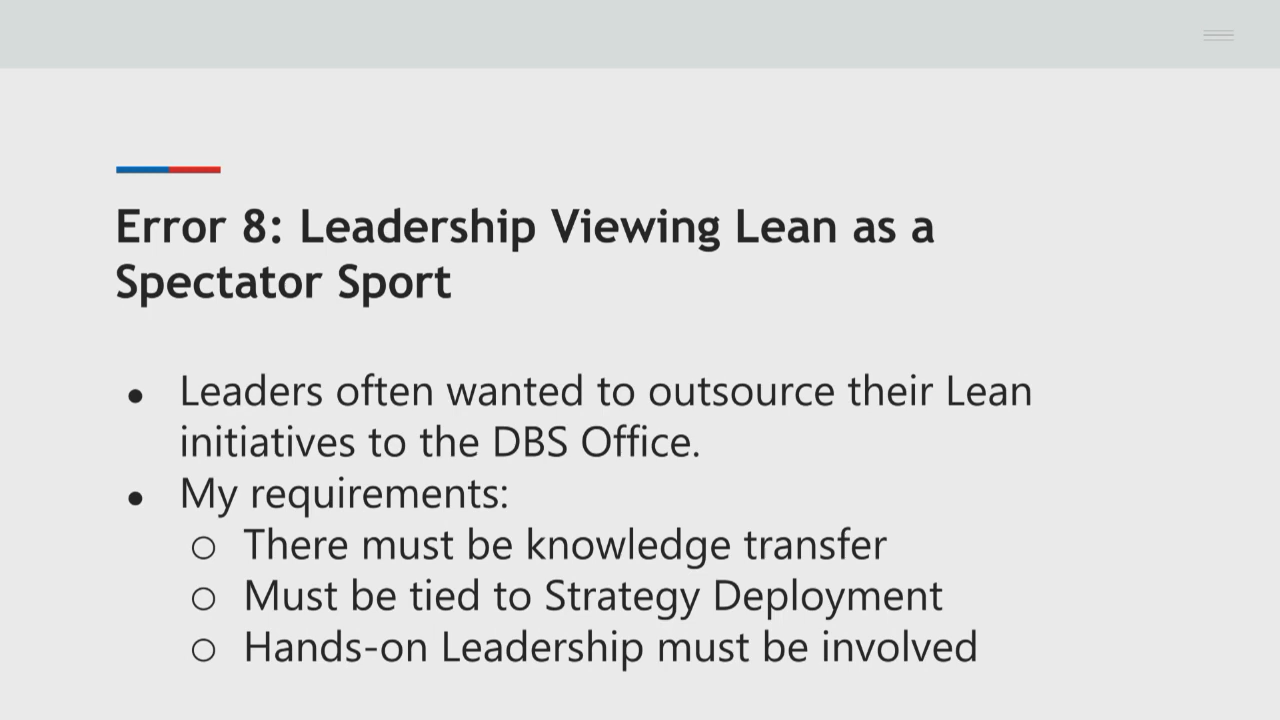 Error 8: Leadership Viewing Lean as a
Spectator Sport
● Leaders often wanted to outsource their Lean
initiatives to the DBS Office.
● My requirements:
○ There must be knowledge transfer
○ Must be tied to Strategy Deployment
○ Hands-on Leadership must be involved